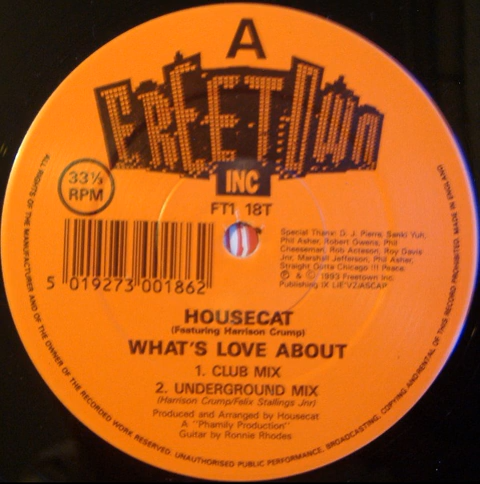 A
FREETOWN
INC
33⅓
RPM
FT1 18T
5 019273 001862
Special Thanx: D. J. Pierre, Sanki Yuri,
Phil Asher, Robert Owens, Phil
Cheeseman, Rob Acteson, Roy Davis
Jnr, Marshall Jefferson, Phil Asher,
Straight Outta Chicago !!! Peace.
℗ & © 1993 Freetown Inc.
Publishing IX LIE'VZ/ASCAP
HOUSECAT
(Featuring Harrison Crump)
WHAT'S LOVE ABOUT
1. CLUB MIX
2. UNDERGROUND MIX
(Harrison Crump/Felix Stallings Jnr)
Produced and Arranged by Housecat
A "Phamily Production"
Guitar by Ronnie Rhodes
ALL RIGHTS OF THE MANUFACTURERS AND OF THE OWNER OF THE RECORDED WORK RESERVED. UNAUTHORISED PUBLIC PERFORMANCE, BROADCASTING, COPYING AND/RENTAL OF THIS RECORD PROHIBITED. MADE IN ENGLAND